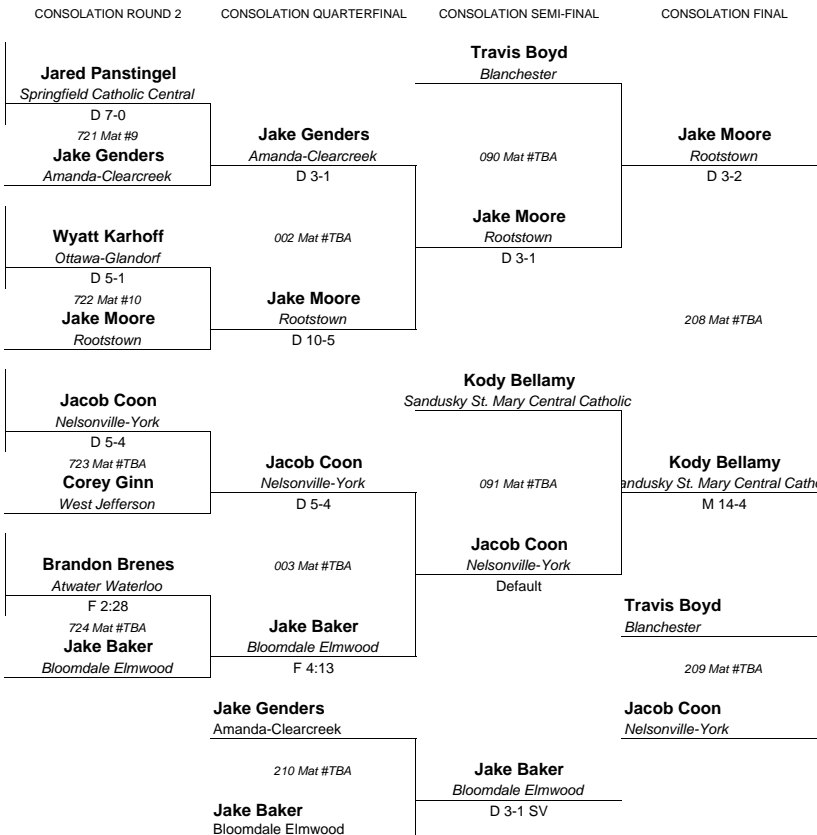 CONSOLATION ROUND 2 CONSOLATION QUARTERFINAL CONSOLATION SEMI-FINAL CONSOLATION FINAL
Travis Boyd
Blanchester
Jared Panstingel
Springfield Catholic Central
D 7-0
721 Mat #9
Jake Genders
Amanda-Clearcreek
Jake Genders
Amanda-Clearcreek
D 3-1
090 Mat #TBA
Jake Moore
Rootstown
D 3-2
Wyatt Karhoff
Ottawa-Glandorf
D 5-1
722 Mat #10
Jake Moore
Rootstown
002 Mat #TBA
Jake Moore
Rootstown
D 3-1
Jake Moore
Rootstown
D 10-5
208 Mat #TBA
Kody Bellamy
Sandusky St. Mary Central Catholic
Jacob Coon
Nelsonville-York
D 5-4
723 Mat #TBA
Corey Ginn
West Jefferson
Jacob Coon
Nelsonville-York
D 5-4
091 Mat #TBA
Kody Bellamy
andusky St. Mary Central Catho
M 14-4
Brandon Brenes
Atwater Waterloo
F 2:28
724 Mat #TBA
Jake Baker
Bloomdale Elmwood
003 Mat #TBA
Jacob Coon
Nelsonville-York
Default
Jake Baker
Bloomdale Elmwood
F 4:13
Travis Boyd
Blanchester
209 Mat #TBA
Jacob Coon
Nelsonville-York
Jake Genders
Amanda-Clearcreek
210 Mat #TBA
Jake Baker
Bloomdale Elmwood
Jake Baker
Bloomdale Elmwood
D 3-1 SV